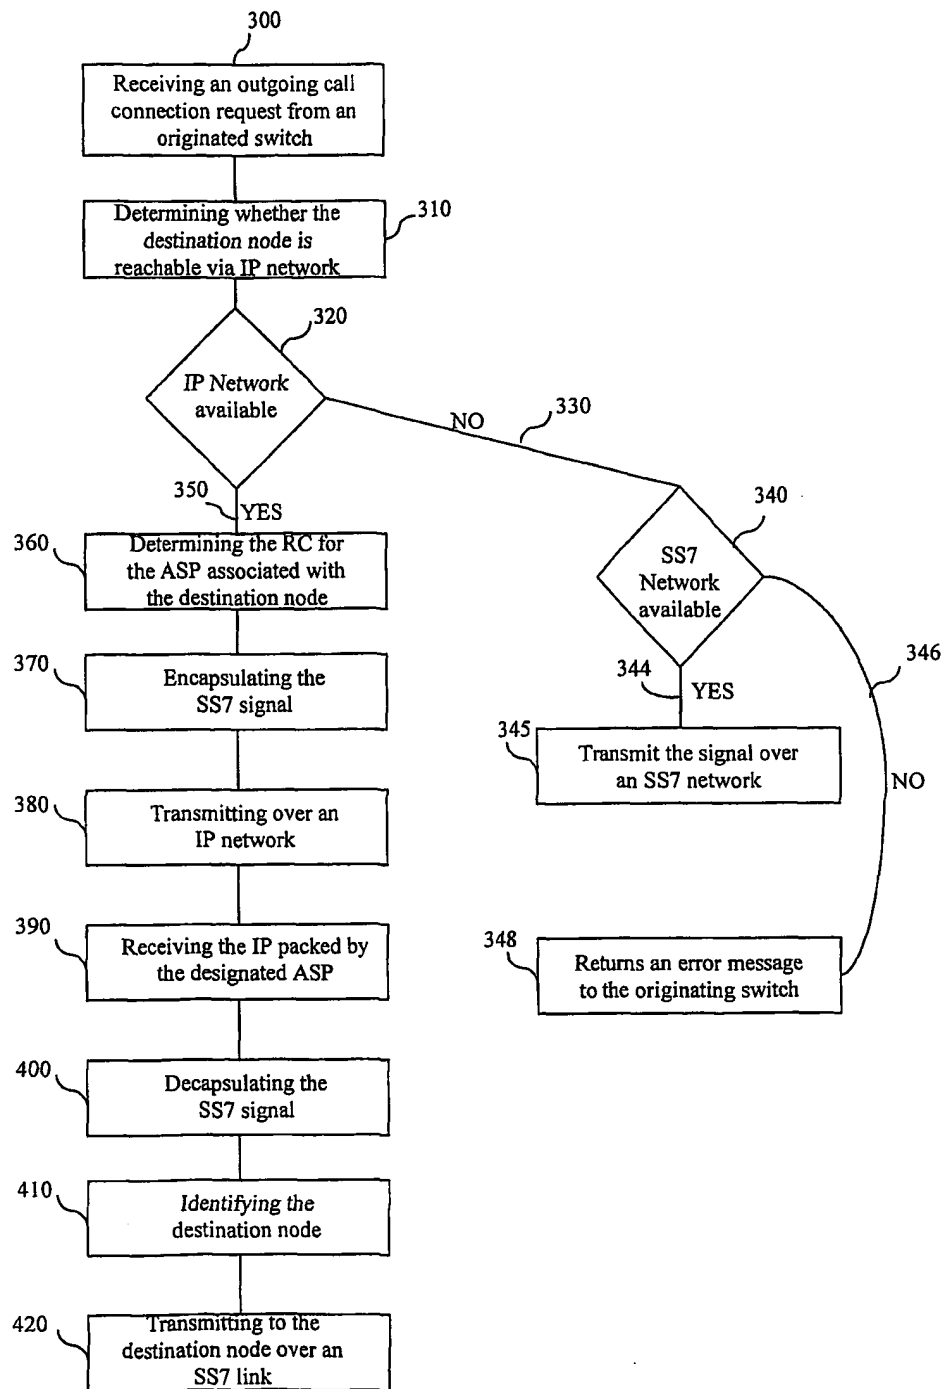 300
Receiving an outgoing call
connection request from an
originated switch
310
Determining whether the
destination node is
reachable via IP network
320
IP Network
available
NO
330
340
SS7
Network
available
350
YES
360
Determining the RC for
the ASP associated with
the destination node
344
YES
346
NO
345
Transmit the signal over
an SS7 network
370
Encapsulating the
SS7 signal
380
Transmitting over an
IP network
390
Receiving the IP packed by
the designated ASP
348
Returns an error message
to the originating switch
400
Decapsulating the
SS7 signal
410
Identifying the
destination node
420
Transmitting to the
destination node over an
SS7 link